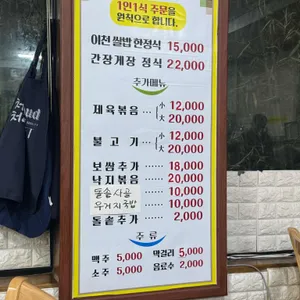 1인1식 주문을
원칙으로 합니다.
이천 쌀밥 한정식 15,000
간장게장 정식 22,000
추가메뉴
제육볶음 小 12,000
大 20,000
불고기 小 12,000
大 20,000
보쌈추가 18,000
낙지볶음 20,000
돌솥사골 10,000
우거지국밥 10,000
돌솥추가 2,000
주류
맥주 5,000 막걸리 5,000
소주 5,000 음료수 2,000